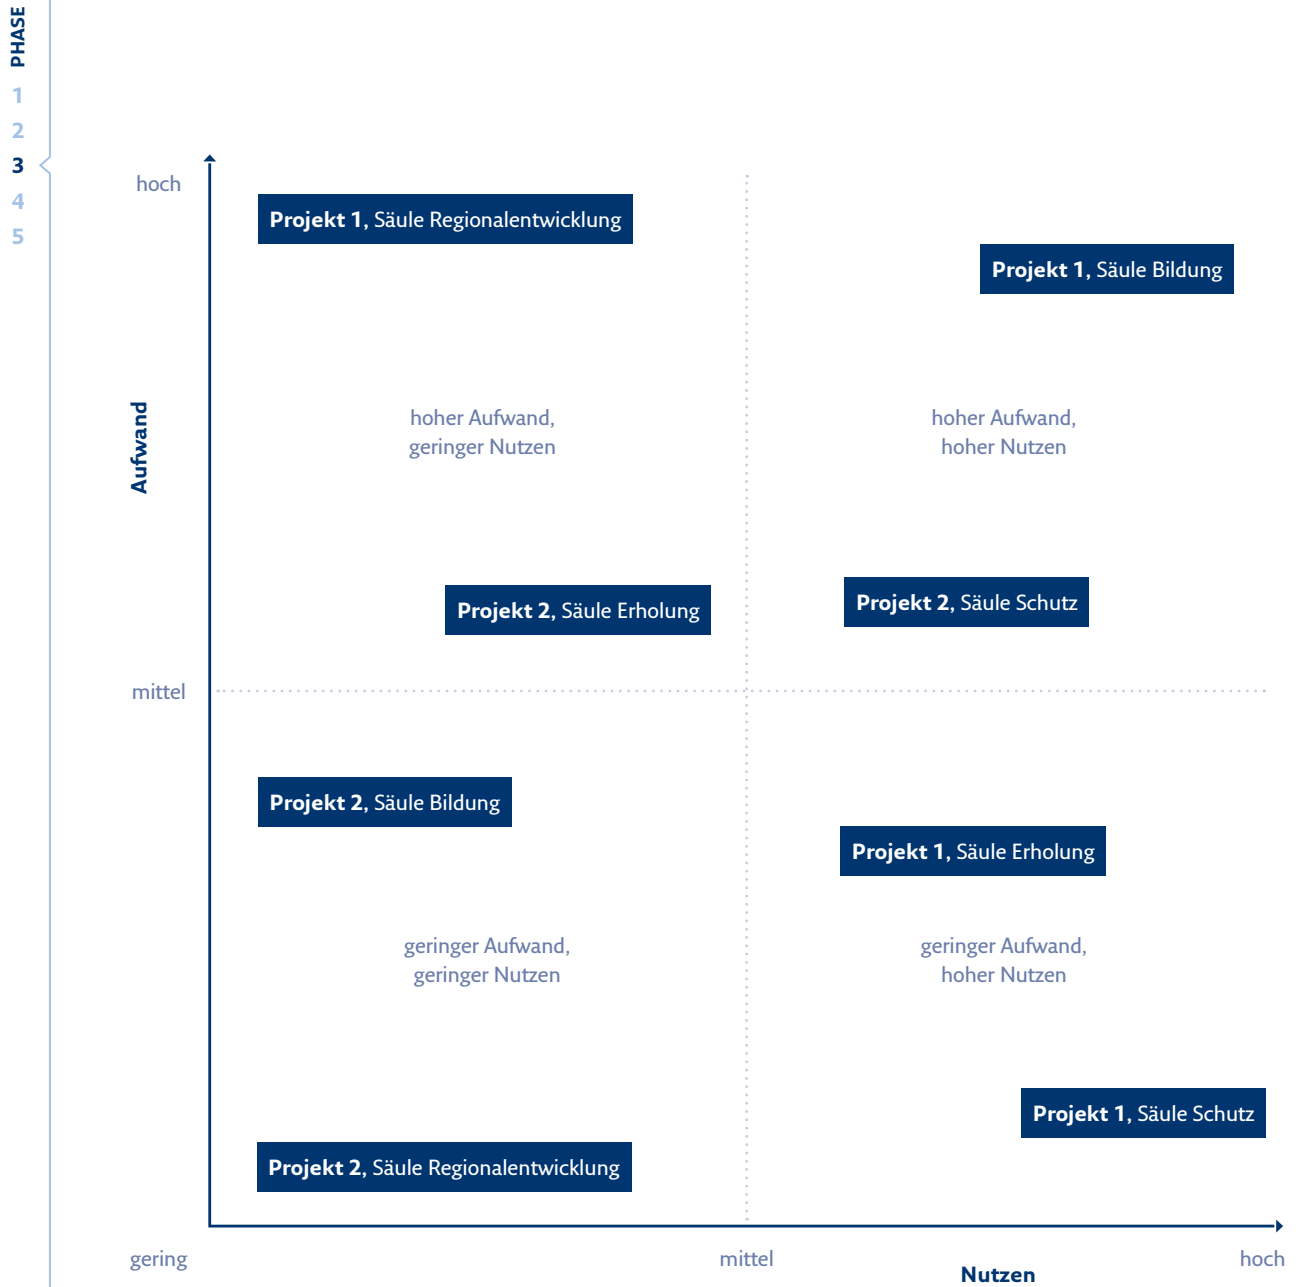 PHASE
1
2
3
4
5
hoch
Projekt 1, Säule Regionalentwicklung
Projekt 1, Säule Bildung
Aufwand
hoher Aufwand,
geringer Nutzen
hoher Aufwand,
hoher Nutzen
Projekt 2, Säule Erholung
Projekt 2, Säule Schutz
mittel
Projekt 2, Säule Bildung
Projekt 1, Säule Erholung
geringer Aufwand,
geringer Nutzen
geringer Aufwand,
hoher Nutzen
Projekt 1, Säule Schutz
Projekt 2, Säule Regionalentwicklung
gering
mittel
hoch
Nutzen